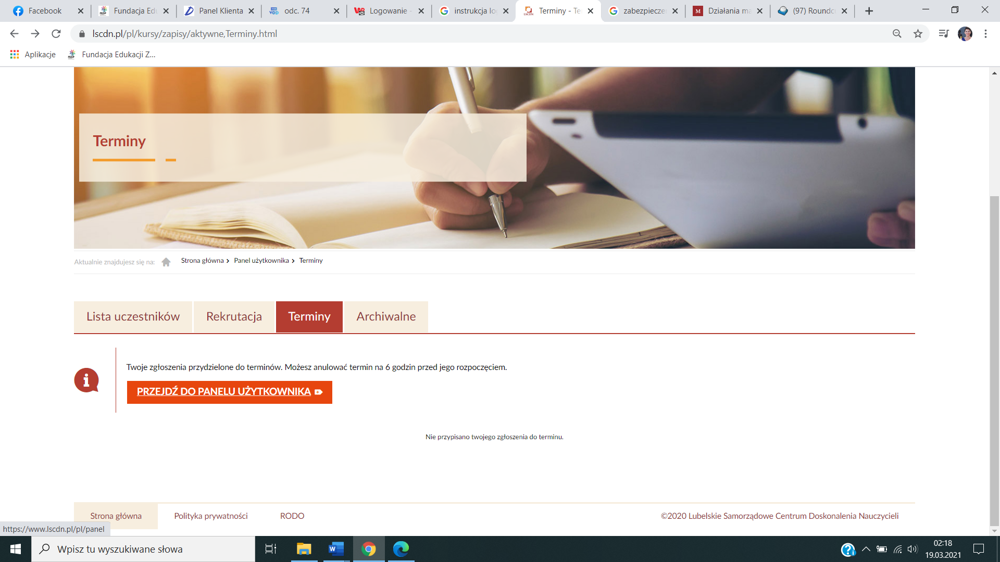 Facebook
Fundacja Edu
Panel Klienta
odc. 74
Logowanie -
instrukcja lo
Terminy - Te
zabezpiecze
Działania ma
(97) Roundc
lscdn.pl/pl/kursy/zapisy/aktywne,Terminy.html
Aplikacje
Fundacja Edukacji Z...
Terminy
Aktualnie znajdujesz się na: Strona główna > Panel użytkownika > Terminy
Lista uczestników
Rekrutacja
Terminy
Archiwalne
Twoje zgłoszenia przydzielone do terminów. Możesz anulować termin na 6 godzin przed jego rozpoczęciem.
PRZEJDŹ DO PANELU UŻYTKOWNIKA
Nie przypisano twojego zgłoszenia do terminu.
Strona główna
Polityka prywatności
RODO
©2020 Lubelskie Samorządowe Centrum Doskonalenia Nauczycieli
https://www.lscdn.pl/pl/panel
Wpisz tu wyszukiwane słowa
02:18
19.03.2021